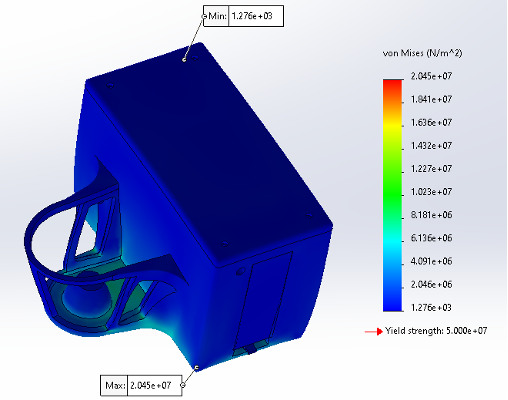 Min: 1.276e+03
von Mises (N/m^2)
2.045e+07
1.841e+07
1.636e+07
1.432e+07
1.227e+07
1.023e+07
8.181e+06
6.136e+06
4.091e+06
2.046e+06
1.276e+03
Yield strength: 5.000e+07
Max: 2.045e+07